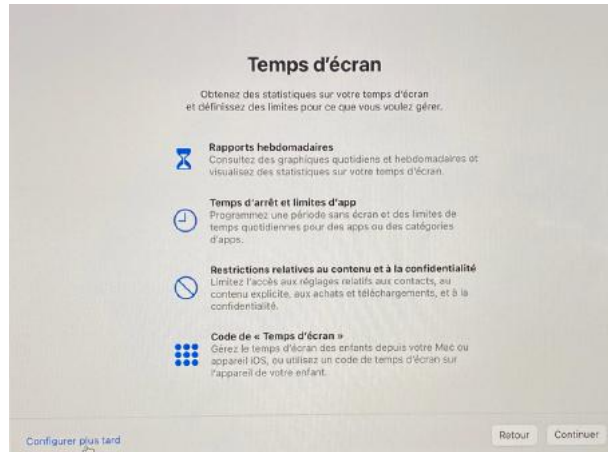 Temps d'écran
Obtenez des statistiques sur votre temps d'écran
et définissez des limites pour ce que vous voulez gérer.
Rapports hebdomadaires
Consultez des graphiques quotidiens et hebdomadaires et
visualisez des statistiques sur votre temps d'écran.
Temps d'arrêt et limites d'app
Programmez une période sans écran et des limites de
temps quotidiennes pour des apps ou des catégories
d'apps.
Restrictions relatives au contenu et à la confidentialité
Limitez l'accès aux réglages relatifs aux contacts, au
contenu explicite, aux achats et téléchargements, et à la
confidentialité.
Code de « Temps d'écran »
Gérez le temps d'écran des enfants depuis votre Mac ou
appareil iOS, ou utilisez un code de temps d'écran sur
l'appareil de votre enfant.
Configurer plus tard
Retour
Continuer